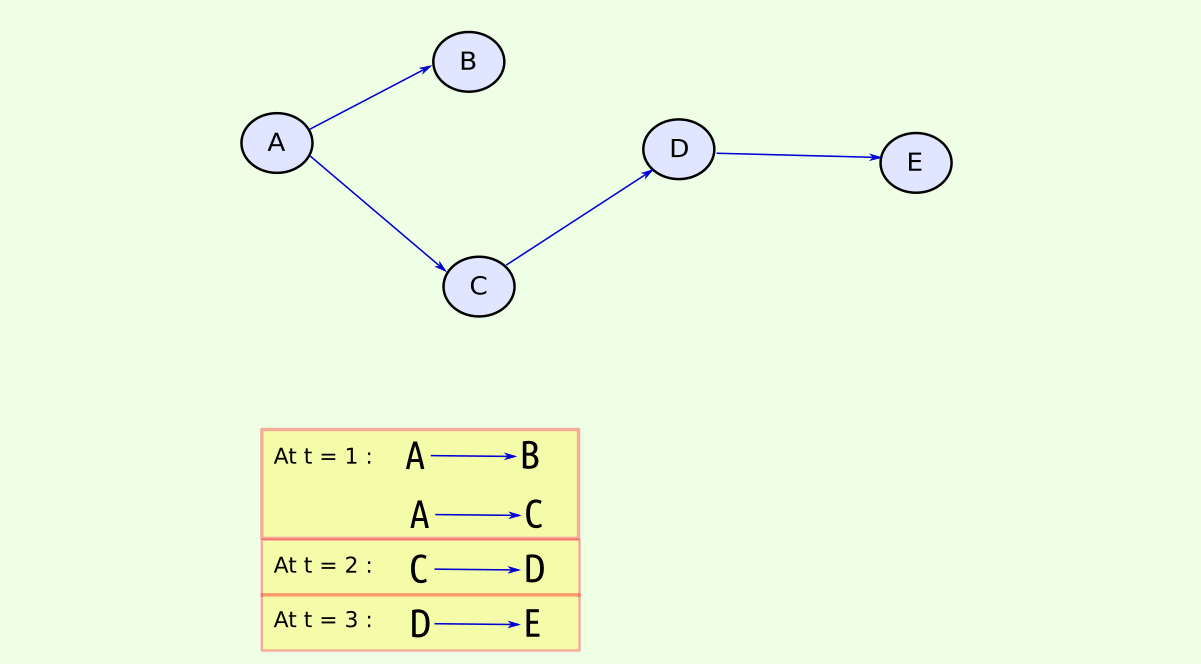 B
A
D
E
C
At t = 1 : A B
A C
At t = 2 : C D
At t = 3 : D E